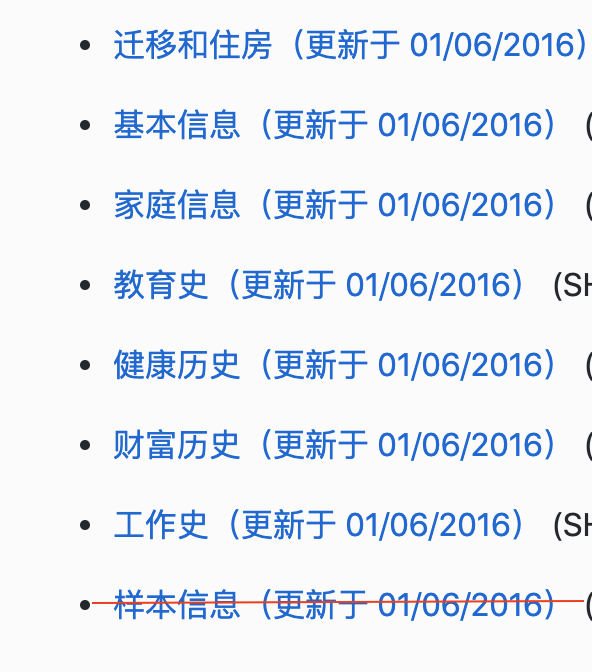 • 迁移和住房（更新于 01/06/2016）
• 基本信息（更新于 01/06/2016） (
• 家庭信息（更新于 01/06/2016） (
• 教育史（更新于 01/06/2016） (SH
• 健康历史（更新于 01/06/2016） (
• 财富历史（更新于 01/06/2016） (
• 工作史（更新于 01/06/2016） (SH
• 样本信息（更新于 01/06/2016） (